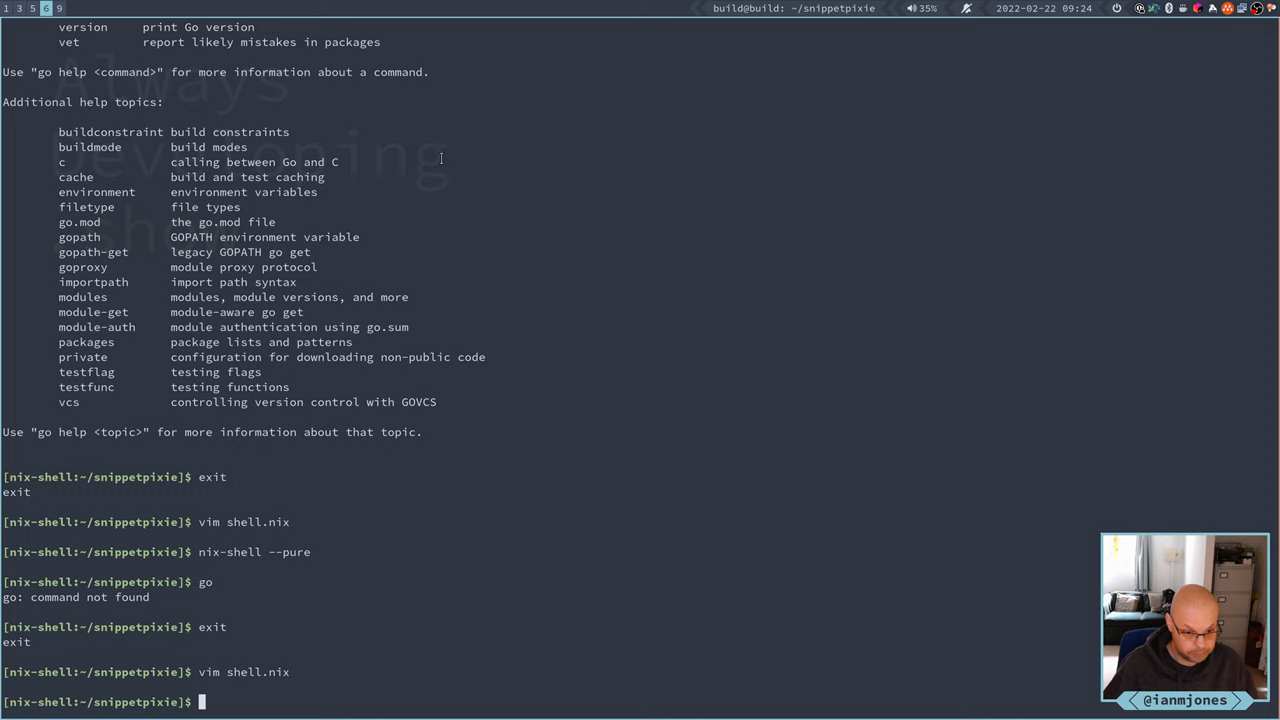 1 3 5 6 9 build@build: ~/snippetpixie 35% 2022-02-22 09:24
version print Go version
vet report likely mistakes in packages
Use "go help <command>" for more information about a command.
Always
Additional help topics:
buildconstraint build constraints
buildmode build modes
c calling between Go and C
cache build and test caching
environment environment variables
filetype file types
go.mod the go.mod file
gopath GOPATH environment variable
gopath-get legacy GOPATH go get
goproxy module proxy protocol
importpath import path syntax
modules modules, module versions, and more
module-get module-aware go get
module-auth module authentication using go.sum
packages package lists and patterns
private configuration for downloading non-public code
testflag testing flags
testfunc testing functions
vcs controlling version control with GOVCS
Use "go help <topic>" for more information about that topic.
[nix-shell:~/snippetpixie]$ exit
exit
[nix-shell:~/snippetpixie]$ vim shell.nix
[nix-shell:~/snippetpixie]$ nix-shell --pure
[nix-shell:~/snippetpixie]$ go
go: command not found
[nix-shell:~/snippetpixie]$ exit
exit
[nix-shell:~/snippetpixie]$ vim shell.nix
[nix-shell:~/snippetpixie]$
@ianmjones